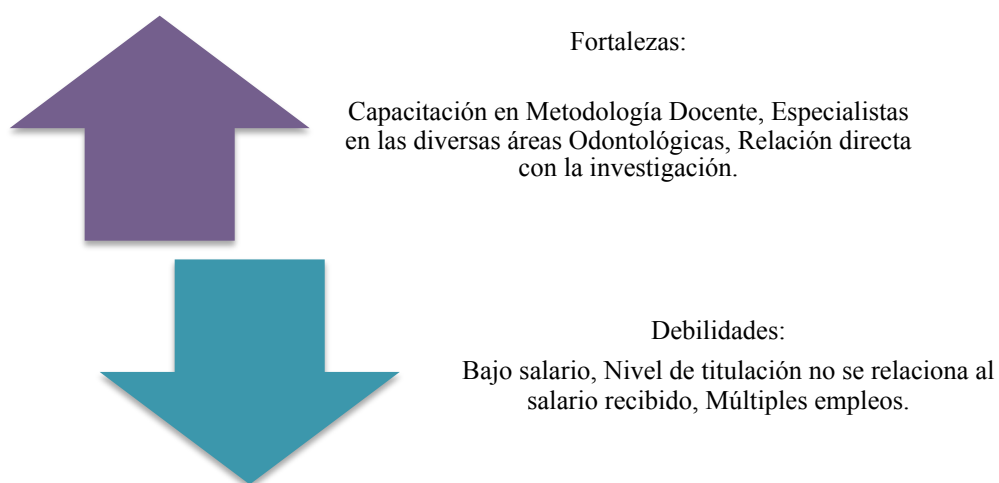 Fortalezas:
Capacitación en Metodología Docente, Especialistas
en las diversas áreas Odontológicas, Relación directa
con la investigación.
Debilidades:
Bajo salario, Nivel de titulación no se relaciona al
salario recibido, Múltiples empleos.